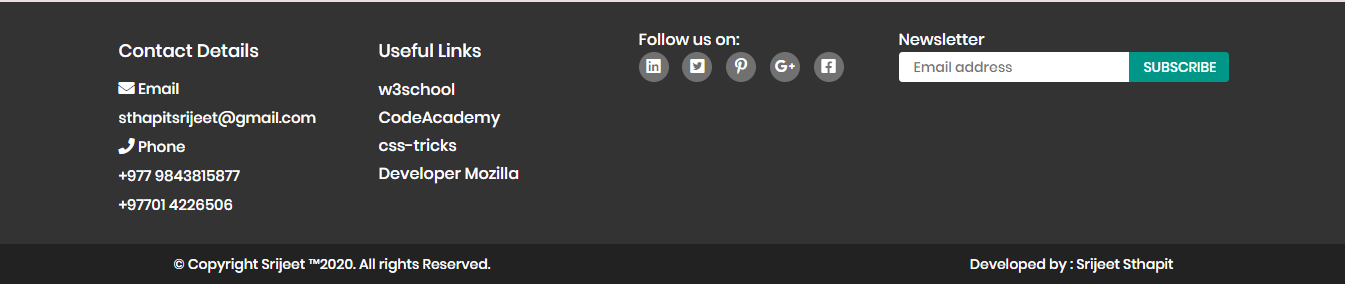 Contact Details
Email
sthapitsrijeet@gmail.com
Phone
+977 9843815877
+97701 4226506
Useful Links
w3school
CodeAcademy
css-tricks
Developer Mozilla
Follow us on:
Newsletter
Email address SUBSCRIBE
© Copyright Srijeet ™2020. All rights Reserved.
Developed by : Srijeet Sthapit